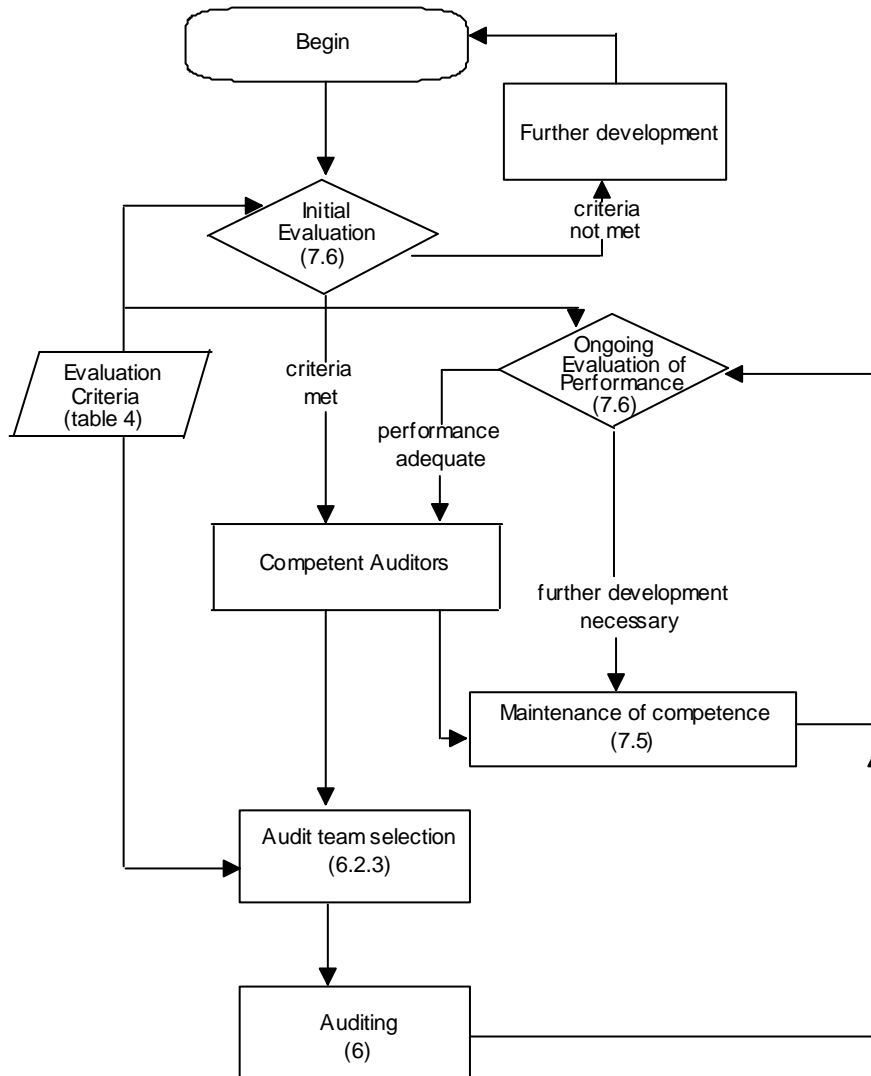 Begin
Further development
criteria
not met
Initial
Evaluation
(7.6)
Ongoing
Evaluation of
Performance
(7.6)
Evaluation
Criteria
(table 4)
criteria
met
performance
adequate
Competent Auditors
further development
necessary
Maintenance of competence
(7.5)
Audit team selection
(6.2.3)
Auditing
(6)